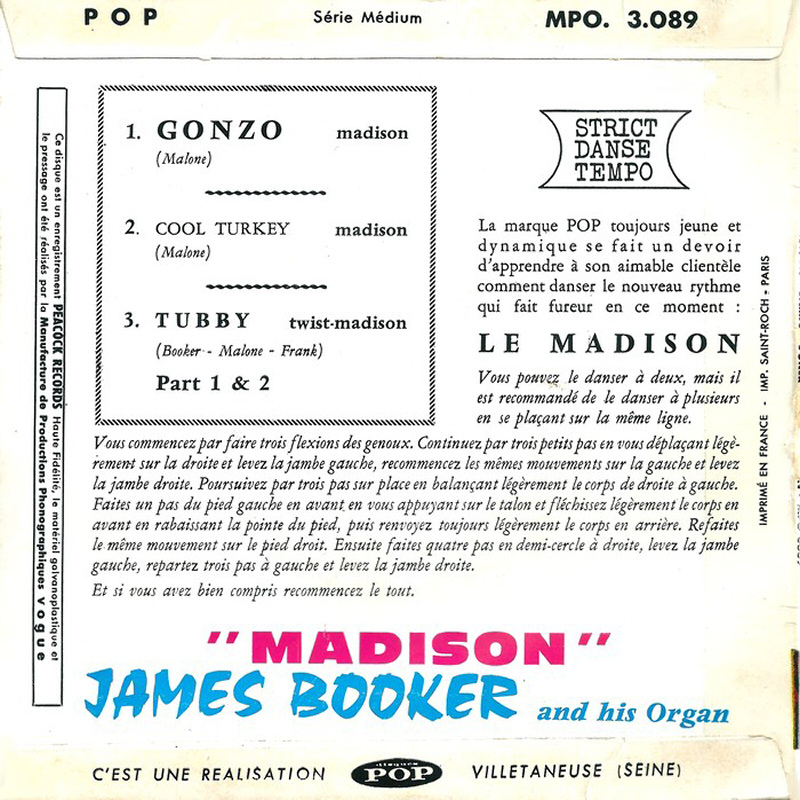 POP Série Médium MPO. 3.089
Ce disque est un enregistrement PEACOCK RECORDS Haute Fidélité, le matériel galvanoplastique et
le pressage ont été réalisés par la Manufacture de Productions Phonographiques Vogue
1. GONZO madison
(Malone)
2. COOL TURKEY madison
(Malone)
3. TUBBY twist-madison
(Booker - Malone - Frank)
Part 1 & 2
STRICT
DANSE
TEMPO
La marque POP toujours jeune et
dynamique se fait un devoir
d'apprendre à son aimable clientèle
comment danser le nouveau rythme
qui fait fureur en ce moment :
LE MADISON
Vous pouvez le danser à deux, mais il
est recommandé de le danser à plusieurs
en se plaçant sur la même ligne.
Vous commencez par faire trois flexions des genoux. Continuez par trois petits pas en vous déplaçant légè-
rement sur la droite et levez la jambe gauche, recommencez les mêmes mouvements sur la gauche et levez
la jambe droite. Poursuivez par trois pas sur place en balançant légèrement le corps de droite à gauche.
Faites un pas du pied gauche en avant en vous appuyant sur le talon et fléchissez légèrement le corps en
avant en rabaissant la pointe du pied, puis renvoyez toujours légèrement le corps en arrière. Refaites
le même mouvement sur le pied droit. Ensuite faites quatre pas en demi-cercle à droite, levez la jambe
gauche, repartez trois pas à gauche et levez la jambe droite.
Et si vous avez bien compris recommencez le tout.
IMPRIMÉ EN FRANCE - IMP. SAINT-ROCH - PARIS
"MADISON"
JAMES BOOKER and his Organ
C'EST UNE REALISATION disques POP VILLETANEUSE (SEINE)